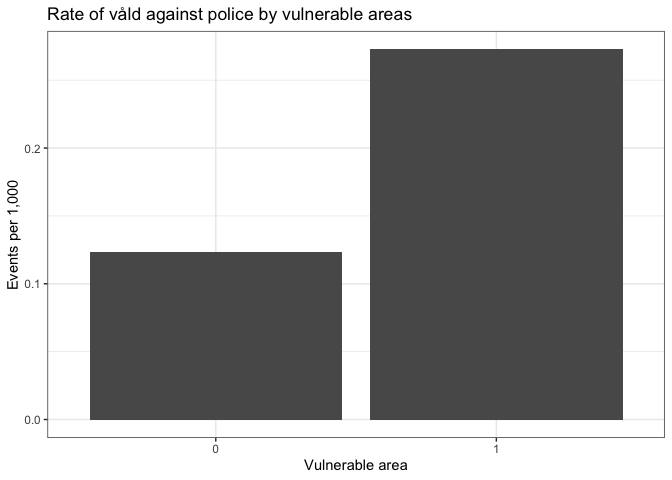 Rate of våld against police by vulnerable areas
Events per 1,000
0.2
0.1
0.0
0
1
Vulnerable area